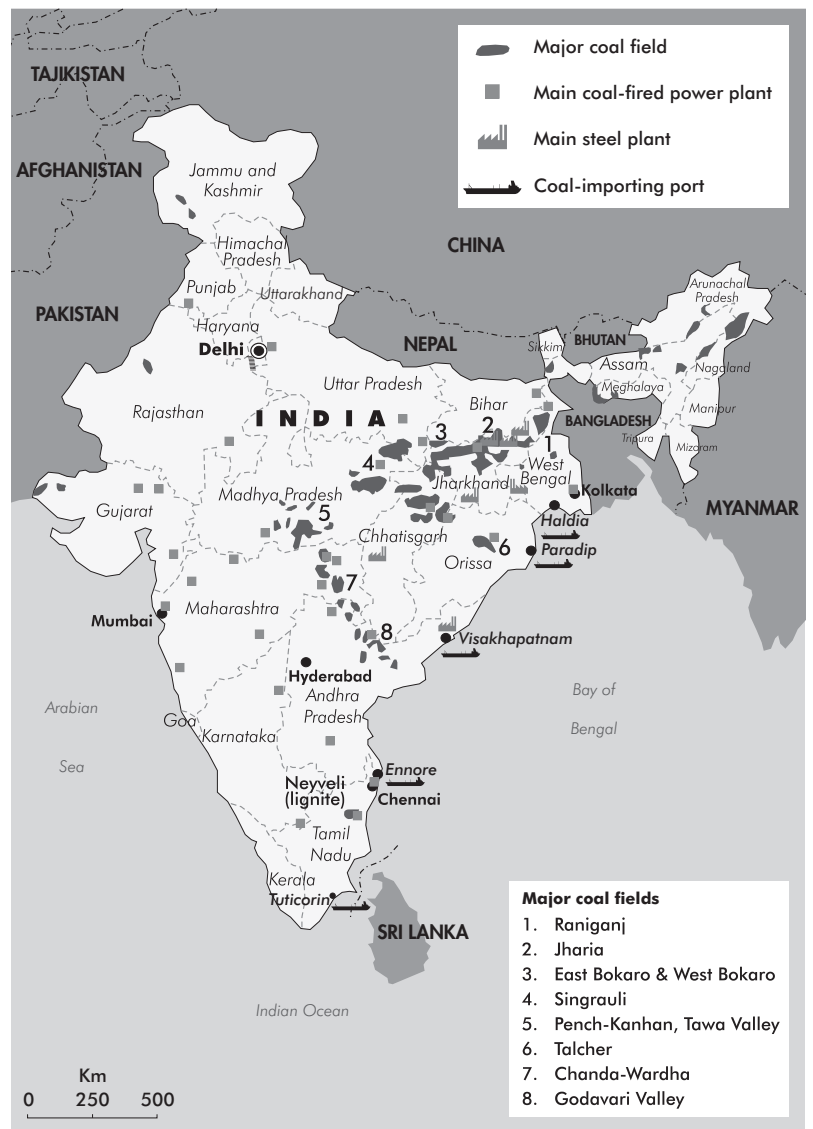 Major coal field
Main coal-fired power plant
Main steel plant
Coal-importing port
TAJIKISTAN
AFGHANISTAN
Jammu and
Kashmir
CHINA
Himachal
Pradesh
Punjab
Uttarakhand
PAKISTAN
Haryana
Delhi
NEPAL
Arunachal
Pradesh
Sikkim
BHUTAN
Assam
Nagaland
Meghalaya
Uttar Pradesh
Rajasthan
INDIA
Bihar
BANGLADESH
Manipur
Tripura
Mizoram
3
2
1
4
West
Bengal
Jharkhand
Kolkata
MYANMAR
Gujarat
Madhya Pradesh
5
Haldia
Chhatisgarh
6
Paradip
Orissa
7
Maharashtra
Mumbai
8
Visakhapatnam
Hyderabad
Andhra
Pradesh
Bay of
Bengal
Arabian
Sea
Goa
Karnataka
Ennore
Neyveli
(lignite)
Chennai
Tamil
Nadu
Kerala
Tuticorin
SRI LANKA
Indian Ocean
Major coal fields
1. Raniganj
2. Jharia
3. East Bokaro & West Bokaro
4. Singrauli
5. Pench-Kanhan, Tawa Valley
6. Talcher
7. Chanda-Wardha
8. Godavari Valley
Km
0 250 500